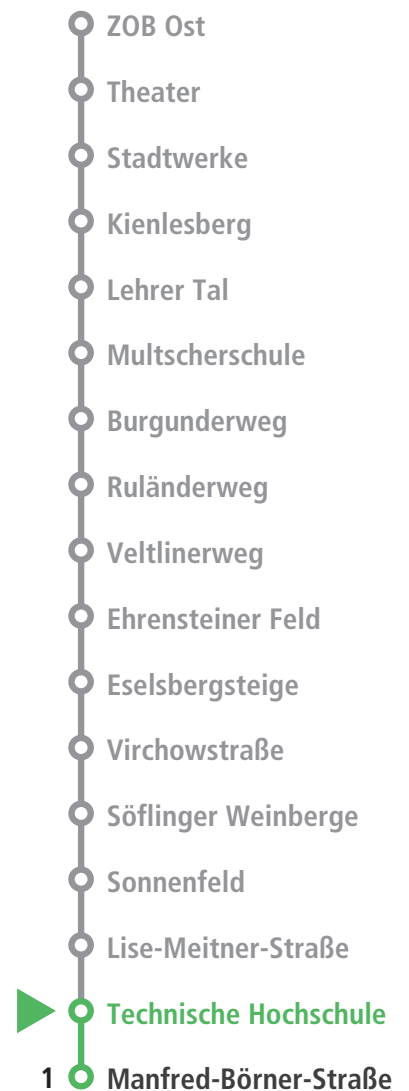 ZOB Ost
Theater
Stadtwerke
Kienlesberg
Lehrer Tal
Multscherschule
Burgunderweg
Ruländerweg
Veltlinerweg
Ehrensteiner Feld
Eselsbergsteige
Virchowstraße
Söflinger Weinberge
Sonnenfeld
Lise-Meitner-Straße
Technische Hochschule
1 Manfred-Börner-Straße